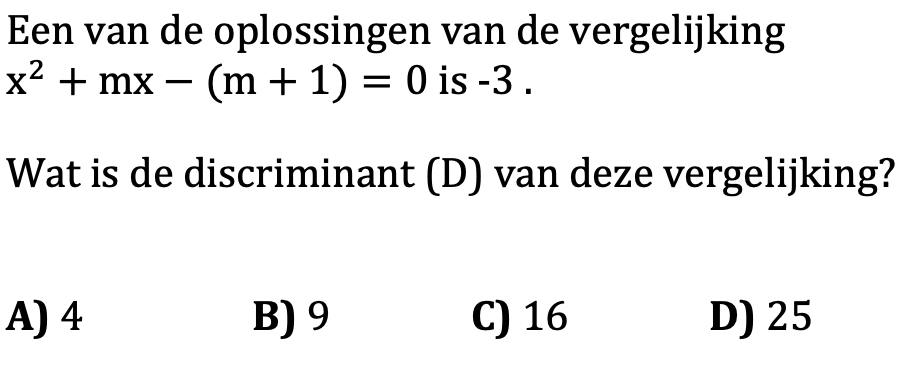 Een van de oplossingen van de vergelijking
x² + mx − (m + 1) = 0 is -3 .
Wat is de discriminant (D) van deze vergelijking?
A) 4 B) 9 C) 16 D) 25